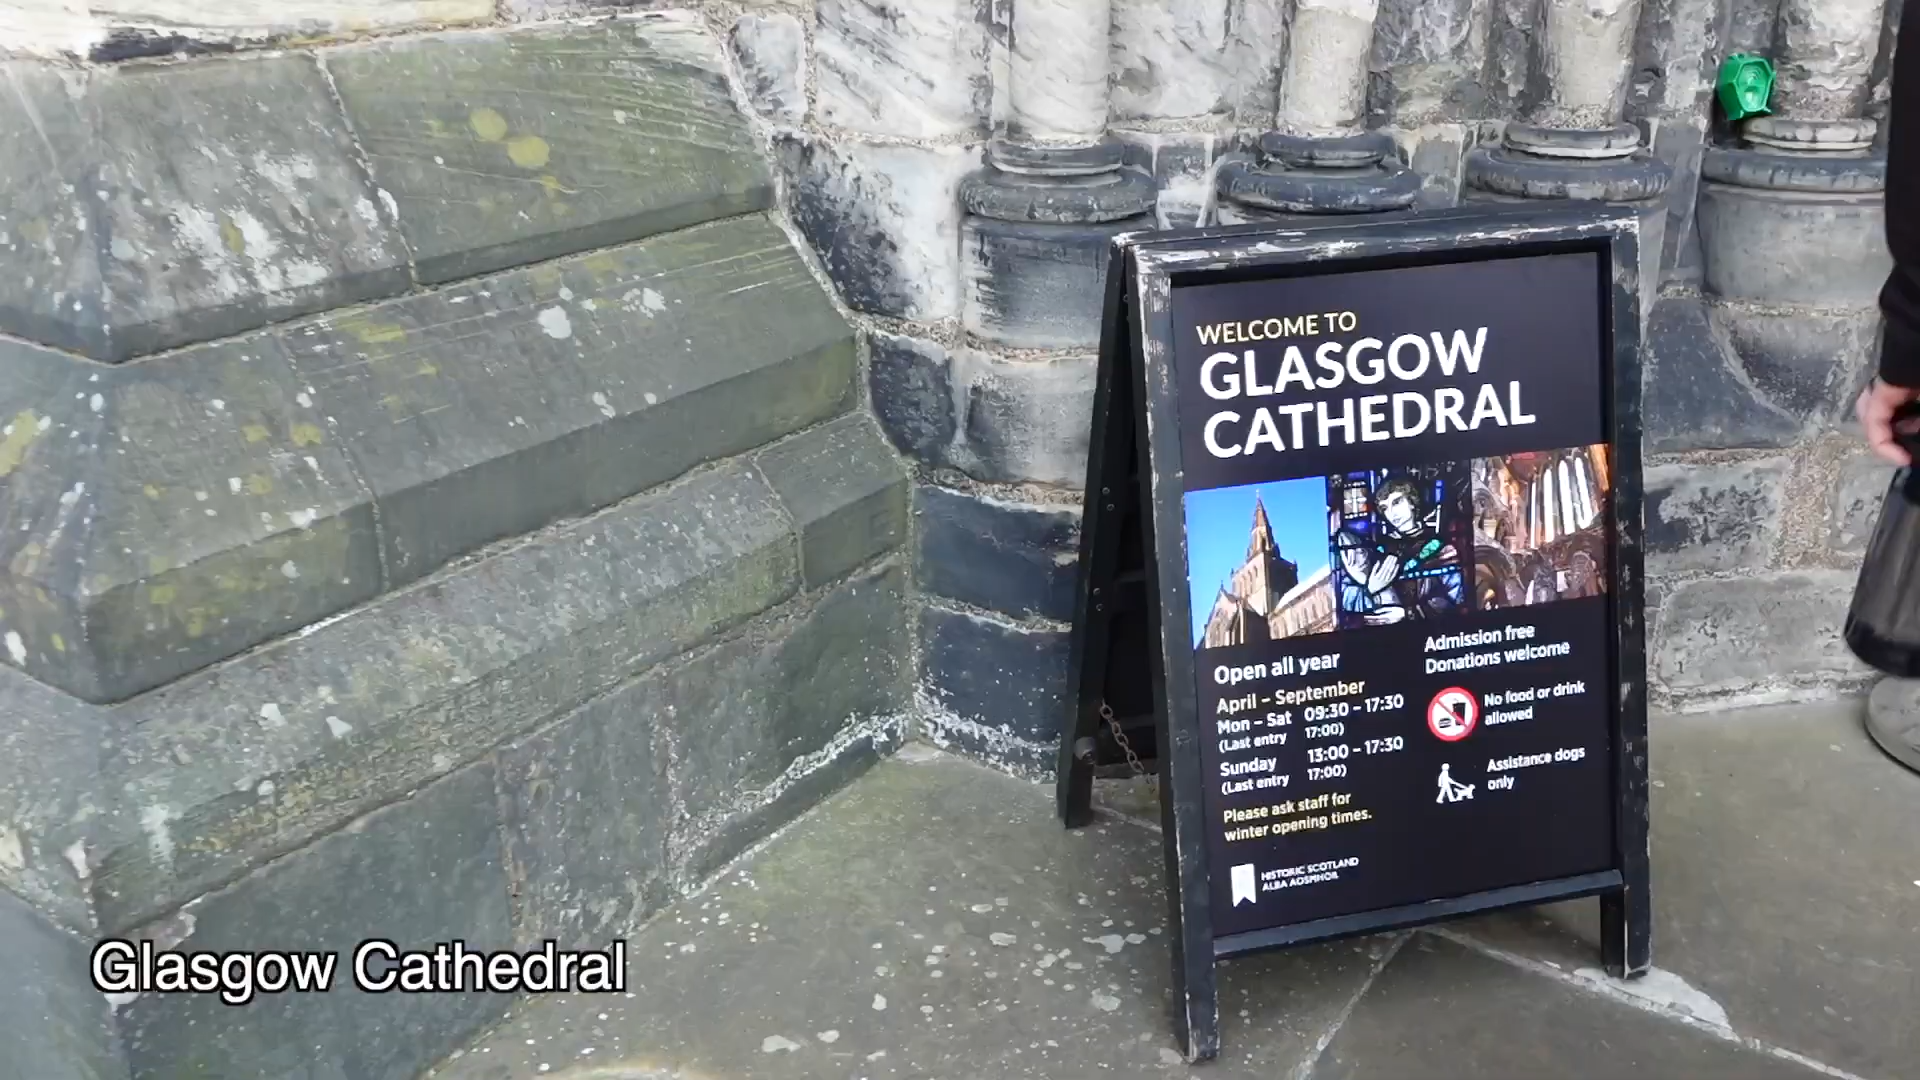 WELCOME TO
GLASGOW
CATHEDRAL
Open all year
April – September
Mon – Sat 09:30 – 17:30
(Last entry 17:00)
Sunday 13:00 – 17:30
(Last entry 17:00)
Please ask staff for
winter opening times.
Admission free
Donations welcome
No food or drink
allowed
Assistance dogs
only
HISTORIC SCOTLAND
ALBA AOSMHOR
Glasgow Cathedral